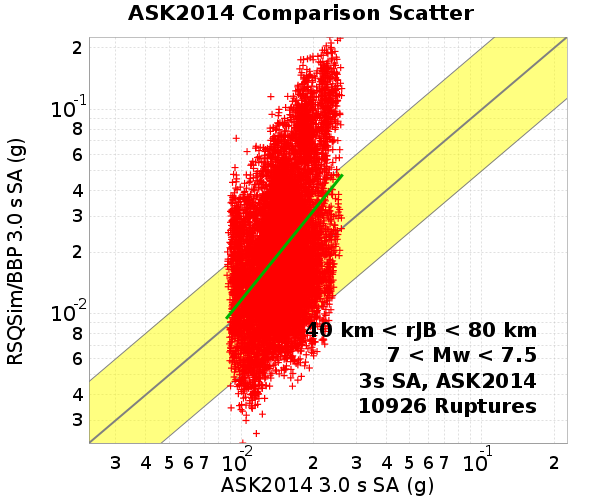 ASK2014 Comparison Scatter
RSQSim/BBP 3.0 s SA (g)
2
10-1
8
6
4
3
2
10-2
8
6
4
3
40 km < rJB < 80 km
7 < Mw < 7.5
3s SA, ASK2014
10926 Ruptures
3 4 5 6 7 10-2 2 3 4 5 6 7 10-1 2
ASK2014 3.0 s SA (g)